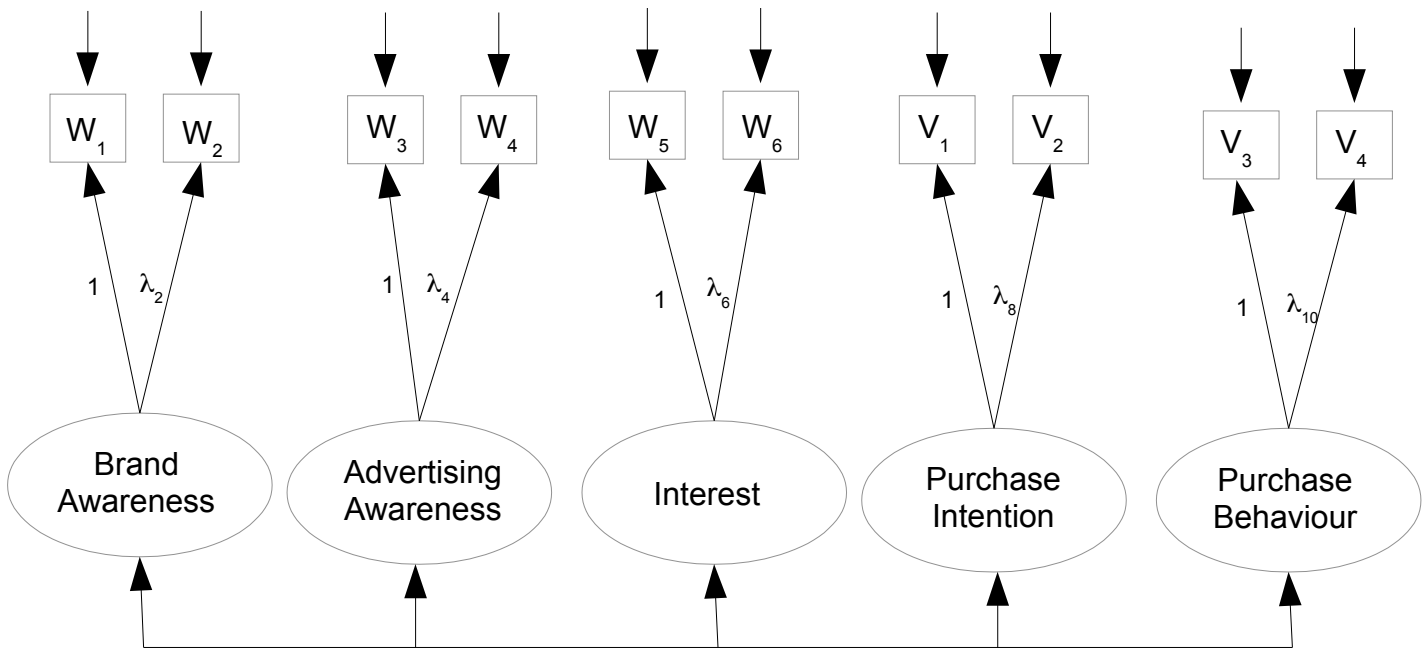 W₁ W₂ W₃ W₄ W₅ W₆ V₁ V₂ V₃ V₄
1 λ₂ 1 λ₄ 1 λ₆ 1 λ₈ 1 λ₁₀
Brand
Awareness
Advertising
Awareness
Interest
Purchase
Intention
Purchase
Behaviour